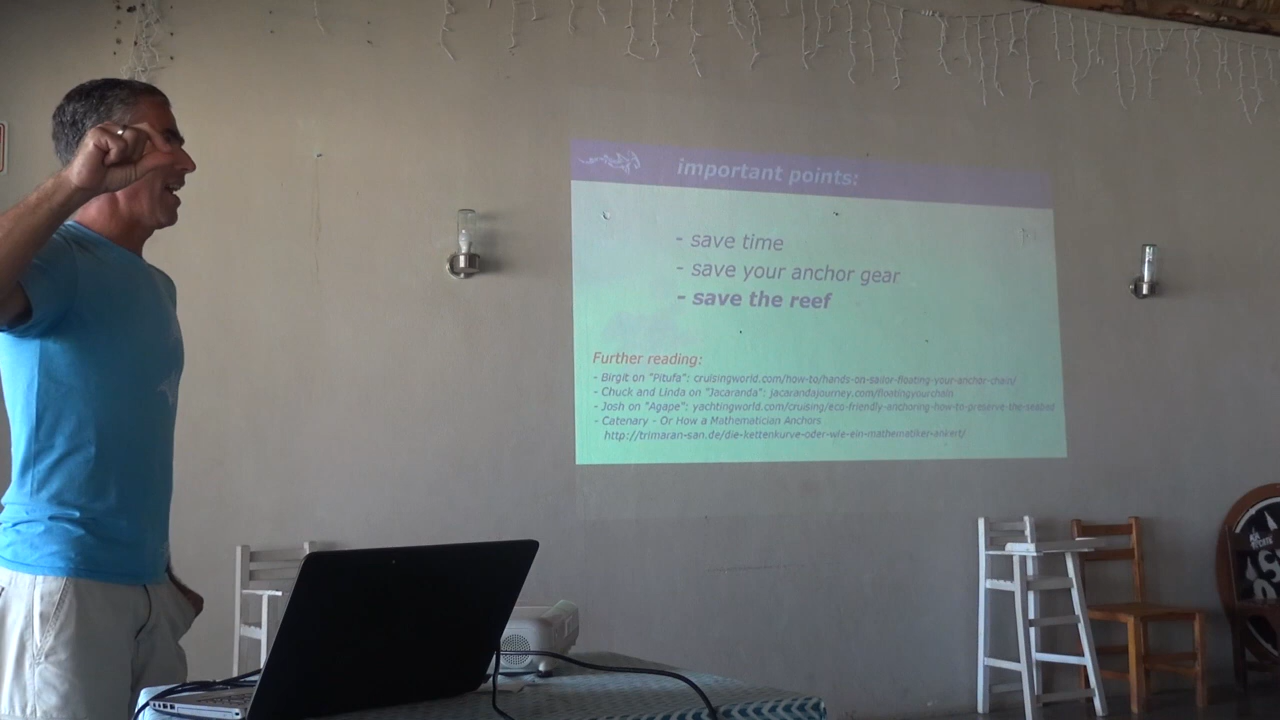 important points:
- save time
- save your anchor gear
- save the reef
Further reading:
- Birgit on "Pitufa": cruisingworld.com/how-to/hands-on-sailor-floating-your-anchor-chain/
- Chuck and Linda on "Jacaranda": jacarandajourney.com/floatingyourchain
- Josh on "Agape": yachtingworld.com/cruising/eco-friendly-anchoring-how-to-preserve-the-seabed
- Catenary - Or How a Mathematician Anchors
http://trimaran-san.de/die-kettenkurve-oder-wie-ein-mathematiker-ankert/